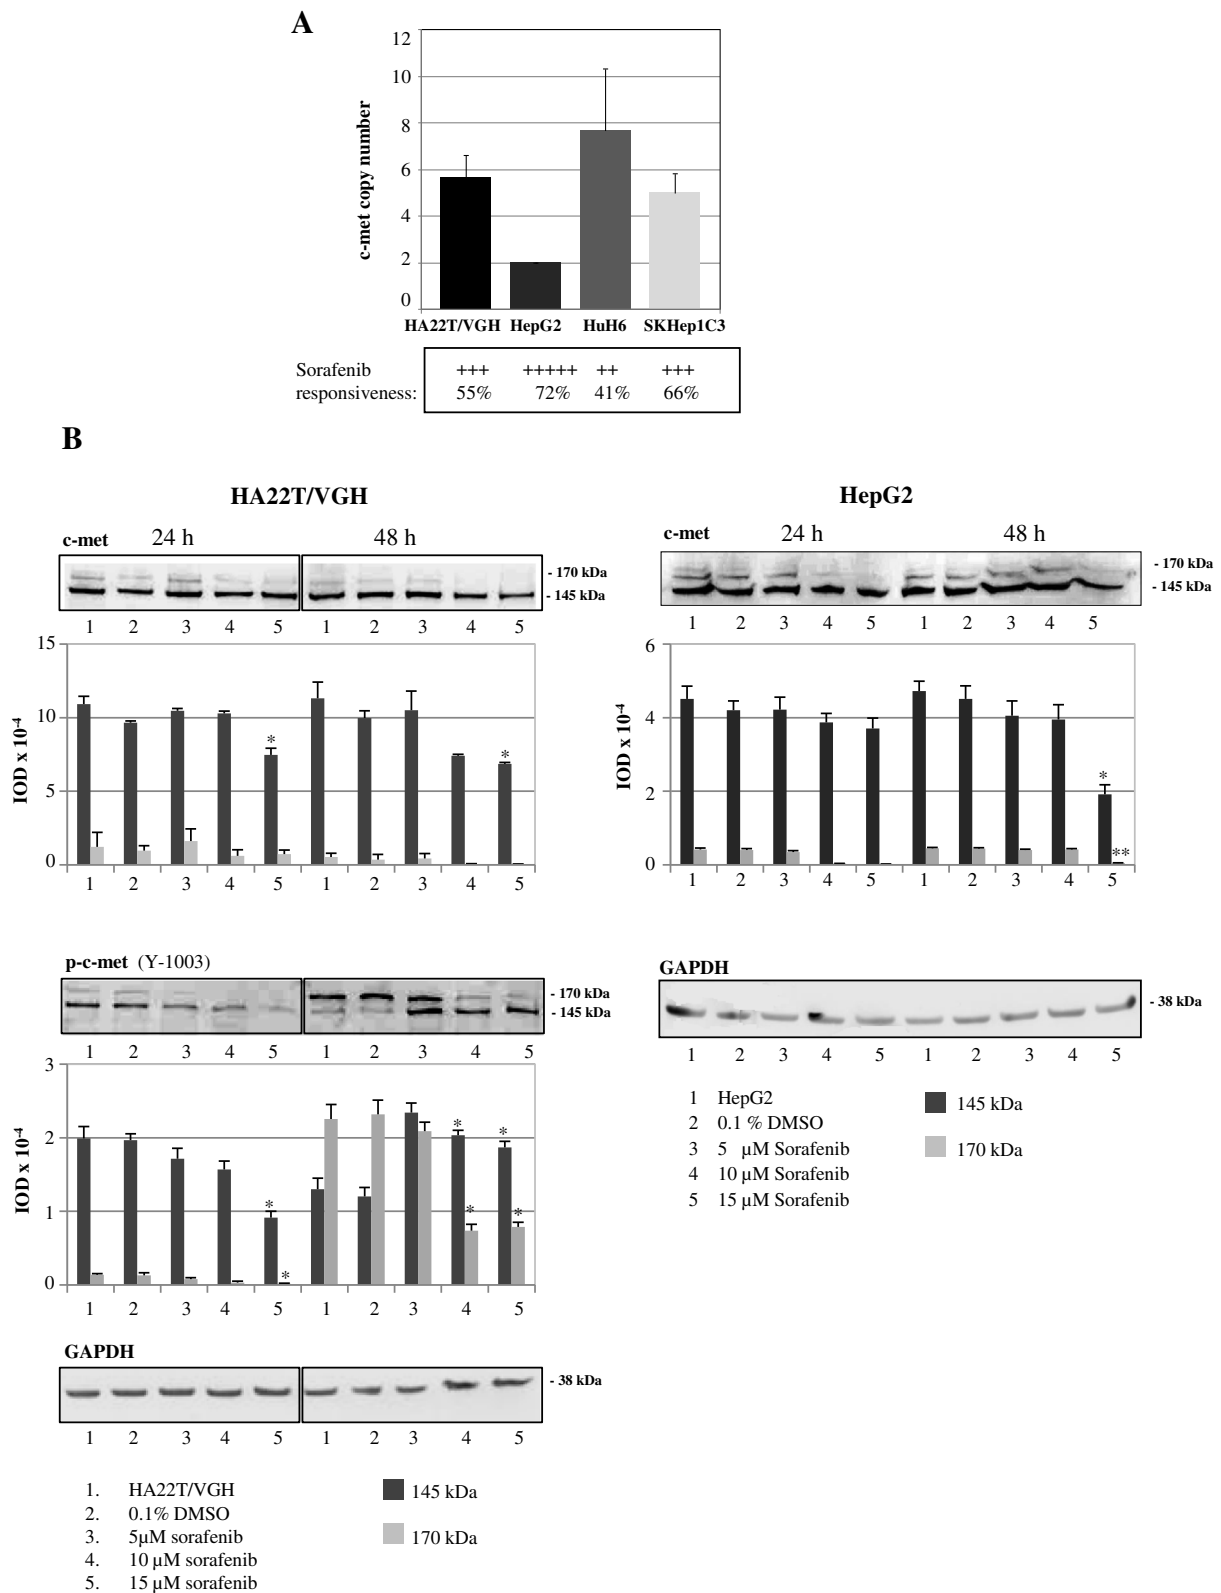 A
12
10
8
6
4
2
0
c-met copy number
HA22T/VGH HepG2 HuH6 SKHep1C3
Sorafenib responsiveness:
+++ +++++ ++ +++
55% 72% 41% 66%
B
HA22T/VGH
c-met 24 h 48 h
- 170 kDa
- 145 kDa
1 2 3 4 5 1 2 3 4 5
15
10
5
0
IOD x 10-4
* *
1 2 3 4 5 1 2 3 4 5
p-c-met (Y-1003)
- 170 kDa
- 145 kDa
1 2 3 4 5 1 2 3 4 5
3
2
1
0
IOD x 10-4
* * * * * *
1 2 3 4 5 1 2 3 4 5
GAPDH
- 38 kDa
1 2 3 4 5 1 2 3 4 5
1. HA22T/VGH
2. 0.1% DMSO
3. 5µM sorafenib
4. 10 µM sorafenib
5. 15 µM sorafenib
145 kDa
170 kDa
HepG2
c-met 24 h 48 h
- 170 kDa
- 145 kDa
1 2 3 4 5 1 2 3 4 5
6
4
2
0
IOD x 10-4
* **
1 2 3 4 5 1 2 3 4 5
GAPDH
- 38 kDa
1 2 3 4 5 1 2 3 4 5
1 HepG2
2 0.1 % DMSO
3 5 µM Sorafenib
4 10 µM Sorafenib
5 15 µM Sorafenib
145 kDa
170 kDa